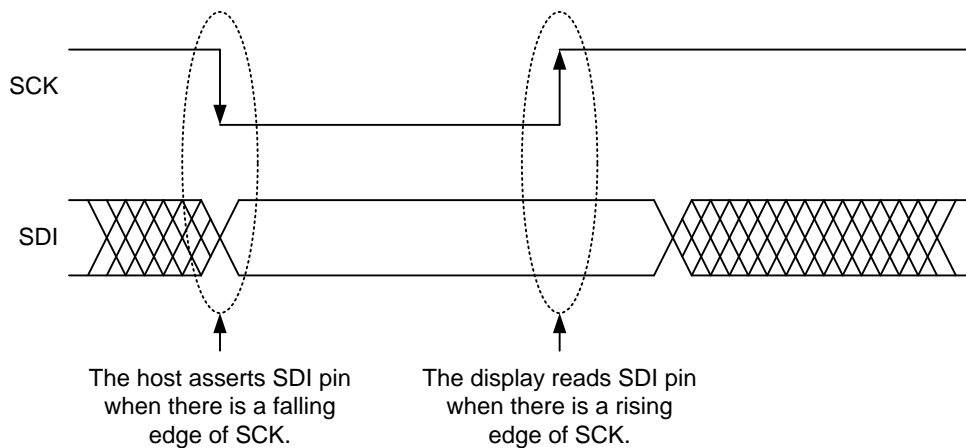 SCK
SDI
The host asserts SDI pin
when there is a falling
edge of SCK.
The display reads SDI pin
when there is a rising
edge of SCK.